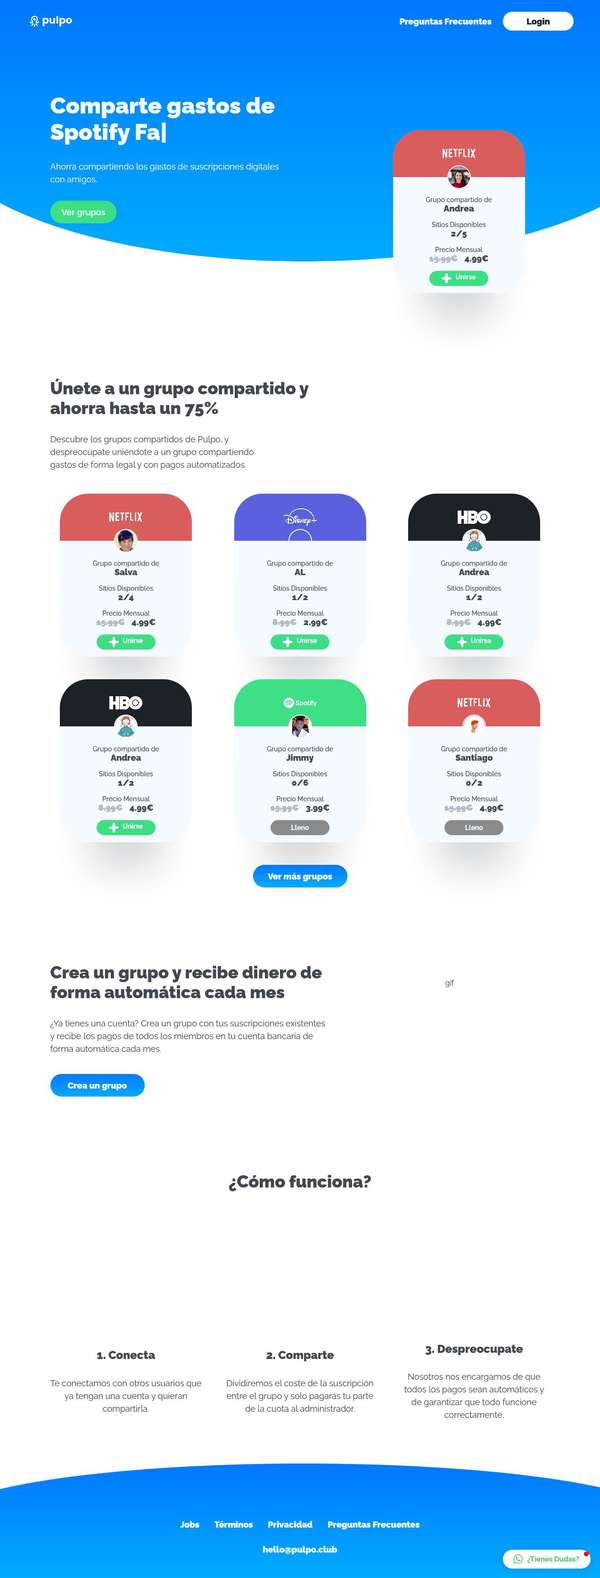 pulpo
Preguntas Frecuentes
Login
Comparte gastos de
Spotify Fa|
Ahorra compartiendo los gastos de suscripciones digitales
con amigos.
Ver grupos
NETFLIX
Grupo compartido de
Andrea
Sitios Disponibles
2/5
Precio Mensual
15.99€ 4.99€
Unirse
Únete a un grupo compartido y
ahorra hasta un 75%
Descubre los grupos compartidos de Pulpo, y
despreocúpate uniéndote a un grupo compartiendo
gastos de forma legal y con pagos automatizados.
NETFLIX
Grupo compartido de
Salva
Sitios Disponibles
2/4
Precio Mensual
15.99€ 4.99€
Unirse
Disney+
Grupo compartido de
AL
Sitios Disponibles
1/2
Precio Mensual
8.99€ 2.99€
Unirse
HBO
Grupo compartido de
Andrea
Sitios Disponibles
1/2
Precio Mensual
8.99€ 4.99€
Unirse
HBO
Grupo compartido de
Andrea
Sitios Disponibles
1/2
Precio Mensual
8.99€ 4.99€
Unirse
Spotify
Grupo compartido de
Jimmy
Sitios Disponibles
0/6
Precio Mensual
15.99€ 3.99€
Lleno
NETFLIX
Grupo compartido de
Santiago
Sitios Disponibles
0/2
Precio Mensual
15.99€ 4.99€
Lleno
Ver más grupos
Crea un grupo y recibe dinero de
forma automática cada mes
¿Ya tienes una cuenta? Crea un grupo con tus suscripciones existentes
y recibe los pagos de todos los miembros en tu cuenta bancaria de
forma automática cada mes.
Crea un grupo
gif
¿Cómo funciona?
1. Conecta
Te conectamos con otros usuarios que
ya tengan una cuenta y quieran
compartirla.
2. Comparte
Dividiremos el coste de la suscripción
entre el grupo y solo pagarás tu parte
de la cuota al administrador.
3. Despreocupate
Nosotros nos encargamos de que
todos los pagos sean automáticos y
de garantizar que todo funcione
correctamente.
Jobs
Términos
Privacidad
Preguntas Frecuentes
hello@pulpo.club
¿Tienes Dudas?